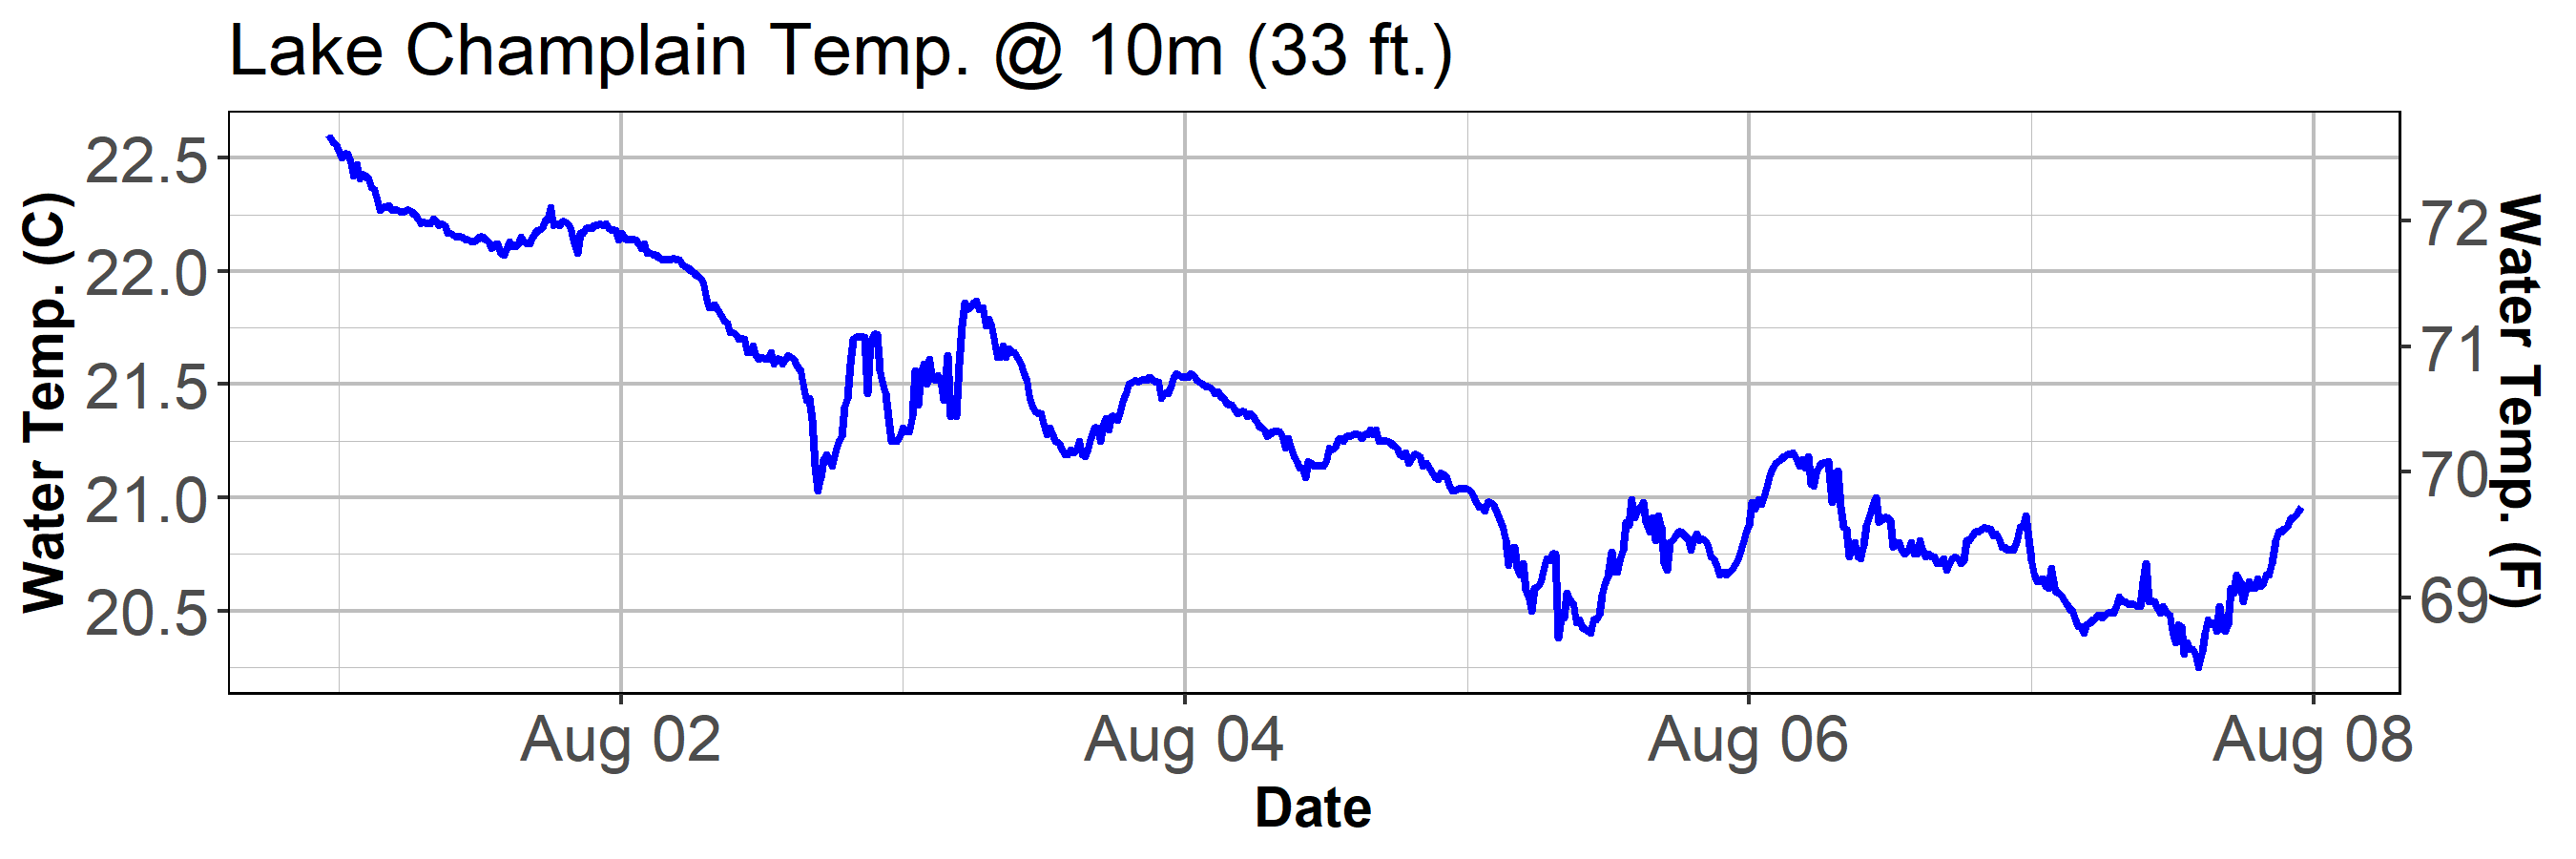 Lake Champlain Temp. @ 10m (33 ft.)
Water Temp. (C)
22.5
22.0
21.5
21.0
20.5
72
71
70
69
Water Temp. (F)
Aug 02
Aug 04
Aug 06
Aug 08
Date